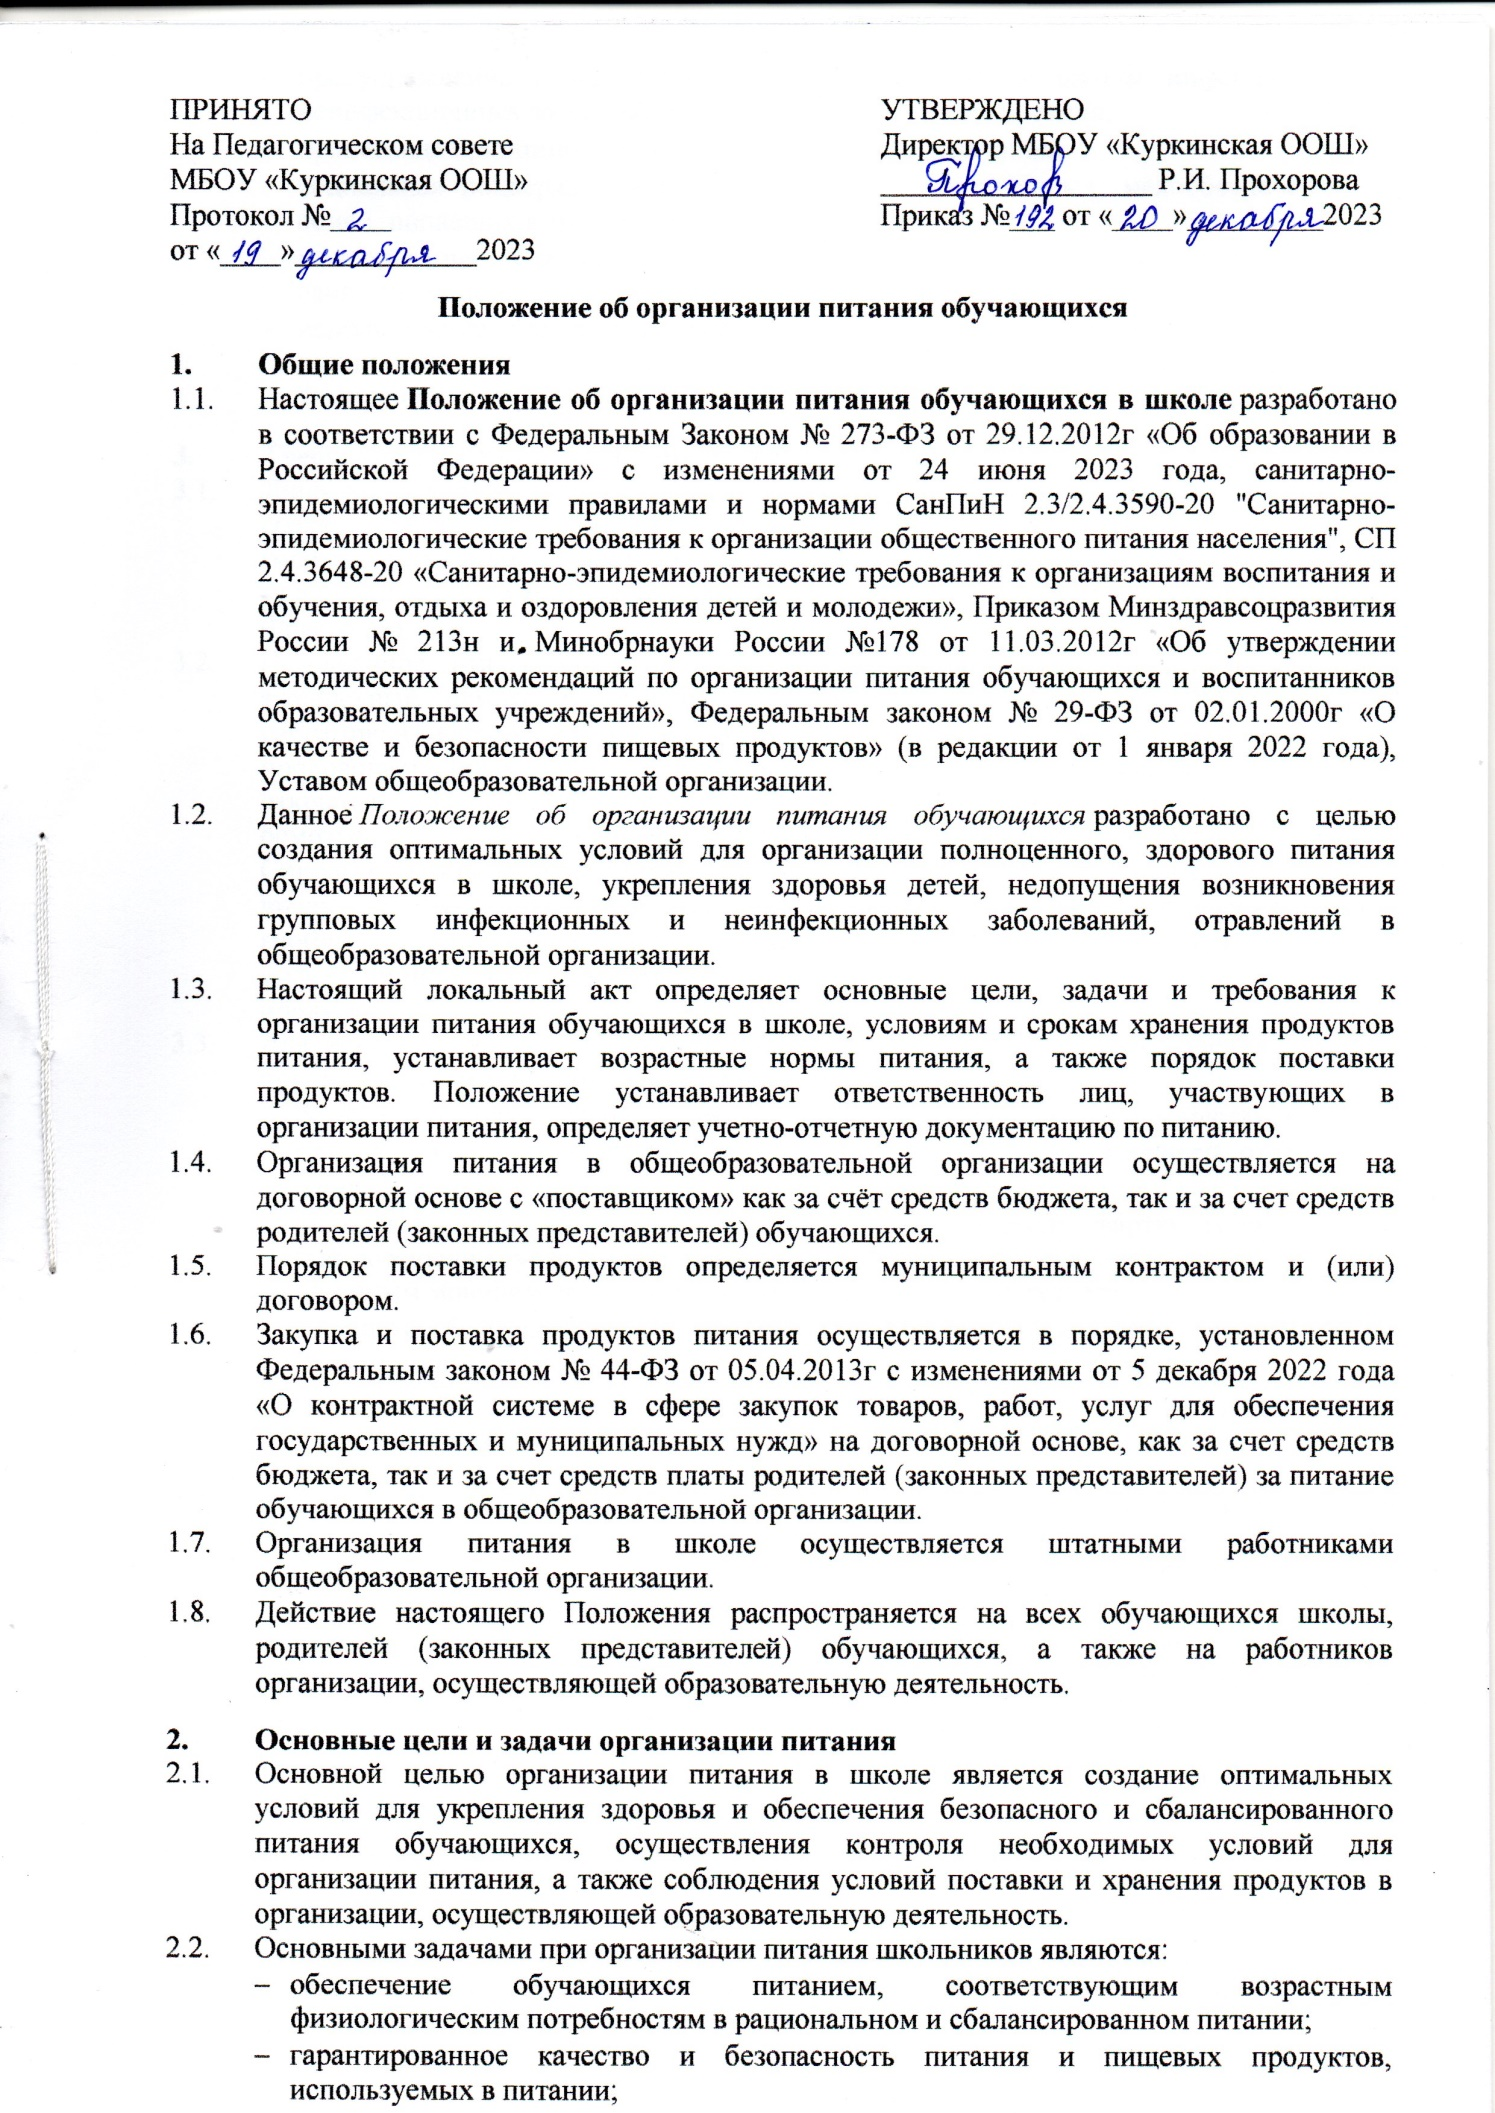 ПРИНЯТО
На Педагогическом совете
МБОУ «Куркинская ООШ»
Протокол № 2
от « 19 » декабря 2023
УТВЕРЖДЕНО
Директор МБОУ «Куркинская ООШ»
Прохор Р.И. Прохорова
Приказ № 192 от « 20 » декабря 2023
Положение об организации питания обучающихся
1. Общие положения
1.1. Настоящее Положение об организации питания обучающихся в школе разработано
в соответствии с Федеральным Законом № 273-ФЗ от 29.12.2012г «Об образовании в
Российской Федерации» с изменениями от 24 июня 2023 года, санитарно-
эпидемиологическими правилами и нормами СанПиН 2.3/2.4.3590-20 "Санитарно-
эпидемиологические требования к организации общественного питания населения", СП
2.4.3648-20 «Санитарно-эпидемиологические требования к организациям воспитания и
обучения, отдыха и оздоровления детей и молодежи», Приказом Минздравсоцразвития
России № 213н и Минобрнауки России №178 от 11.03.2012г «Об утверждении
методических рекомендаций по организации питания обучающихся и воспитанников
образовательных учреждений», Федеральным законом № 29-ФЗ от 02.01.2000г «О
качестве и безопасности пищевых продуктов» (в редакции от 1 января 2022 года),
Уставом общеобразовательной организации.
1.2. Данное Положение об организации питания обучающихся разработано с целью
создания оптимальных условий для организации полноценного, здорового питания
обучающихся в школе, укрепления здоровья детей, недопущения возникновения
групповых инфекционных и неинфекционных заболеваний, отравлений в
общеобразовательной организации.
1.3. Настоящий локальный акт определяет основные цели, задачи и требования к
организации питания обучающихся в школе, условиям и срокам хранения продуктов
питания, устанавливает возрастные нормы питания, а также порядок поставки
продуктов. Положение устанавливает ответственность лиц, участвующих в
организации питания, определяет учетно-отчетную документацию по питанию.
1.4. Организация питания в общеобразовательной организации осуществляется на
договорной основе с «поставщиком» как за счёт средств бюджета, так и за счет средств
родителей (законных представителей) обучающихся.
1.5. Порядок поставки продуктов определяется муниципальным контрактом и (или)
договором.
1.6. Закупка и поставка продуктов питания осуществляется в порядке, установленном
Федеральным законом № 44-ФЗ от 05.04.2013г с изменениями от 5 декабря 2022 года
«О контрактной системе в сфере закупок товаров, работ, услуг для обеспечения
государственных и муниципальных нужд» на договорной основе, как за счет средств
бюджета, так и за счет средств платы родителей (законных представителей) за питание
обучающихся в общеобразовательной организации.
1.7. Организация питания в школе осуществляется штатными работниками
общеобразовательной организации.
1.8. Действие настоящего Положения распространяется на всех обучающихся школы,
родителей (законных представителей) обучающихся, а также на работников
организации, осуществляющей образовательную деятельность.
2. Основные цели и задачи организации питания
2.1. Основной целью организации питания в школе является создание оптимальных
условий для укрепления здоровья и обеспечения безопасного и сбалансированного
питания обучающихся, осуществления контроля необходимых условий для
организации питания, а также соблюдения условий поставки и хранения продуктов в
организации, осуществляющей образовательную деятельность.
2.2. Основными задачами при организации питания школьников являются:
– обеспечение обучающихся питанием, соответствующим возрастным
физиологическим потребностям в рациональном и сбалансированном питании;
– гарантированное качество и безопасность питания и пищевых продуктов,
используемых в питании;